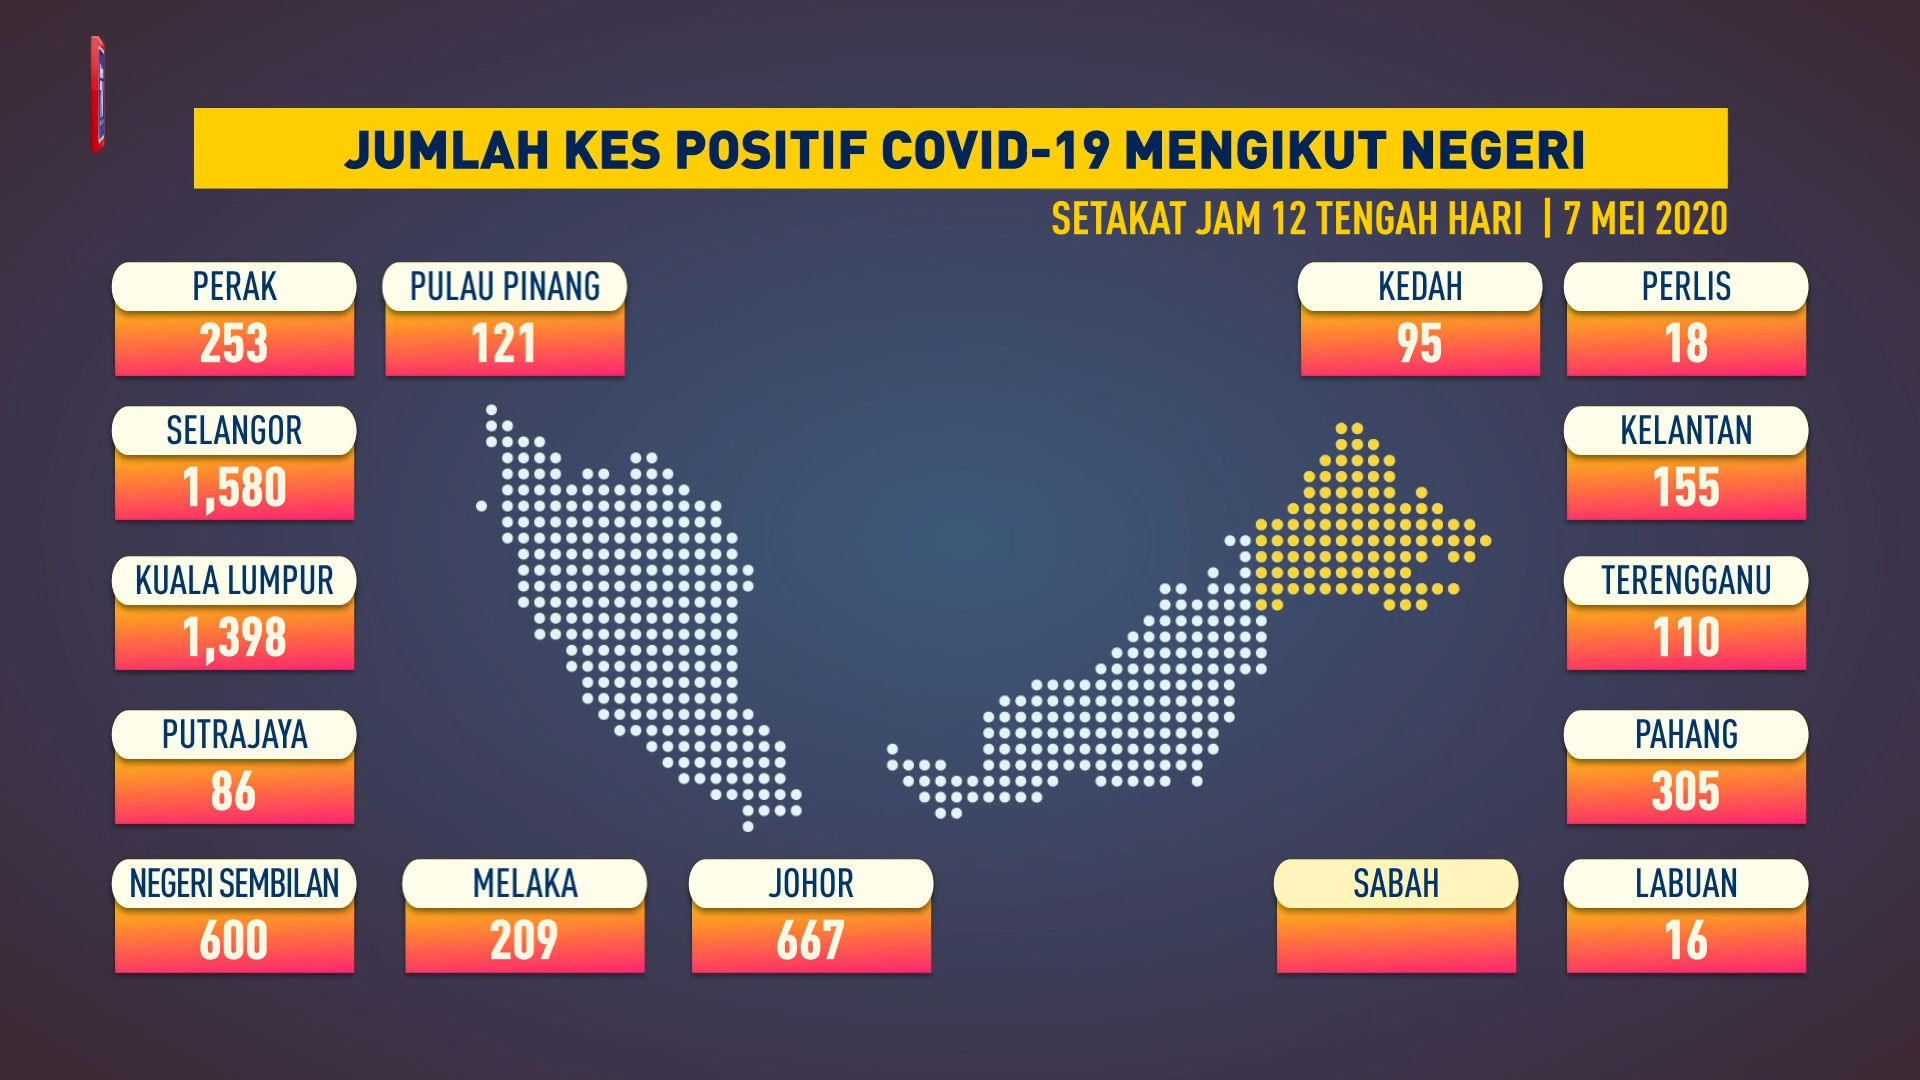 JUMLAH KES POSITIF COVID-19 MENGIKUT NEGERI
SETAKAT JAM 12 TENGAH HARI | 7 MEI 2020
PERAK
253
PULAU PINANG
121
KEDAH
95
PERLIS
18
SELANGOR
1,580
KELANTAN
155
KUALA LUMPUR
1,398
TERENGGANU
110
PUTRAJAYA
86
PAHANG
305
NEGERI SEMBILAN
600
MELAKA
209
JOHOR
667
SABAH
LABUAN
16